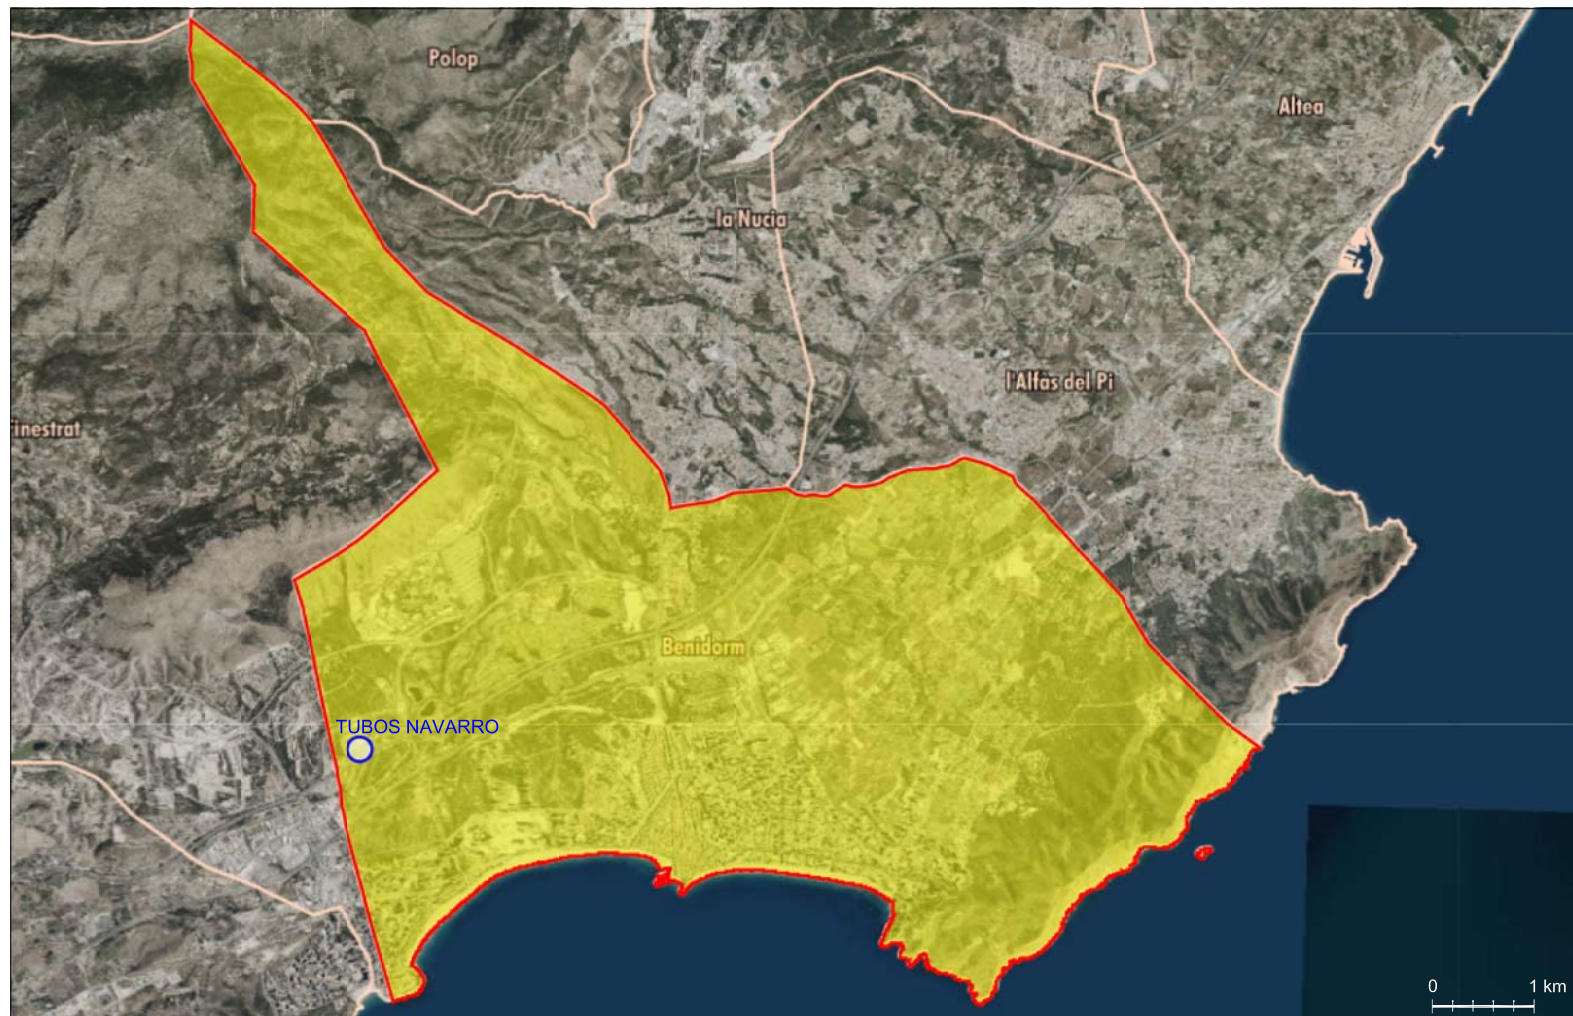 Polop
Altea
la Nucia
l'Alfàs del Pi
inestrat
Benidorm
TUBOS NAVARRO
0 1 km